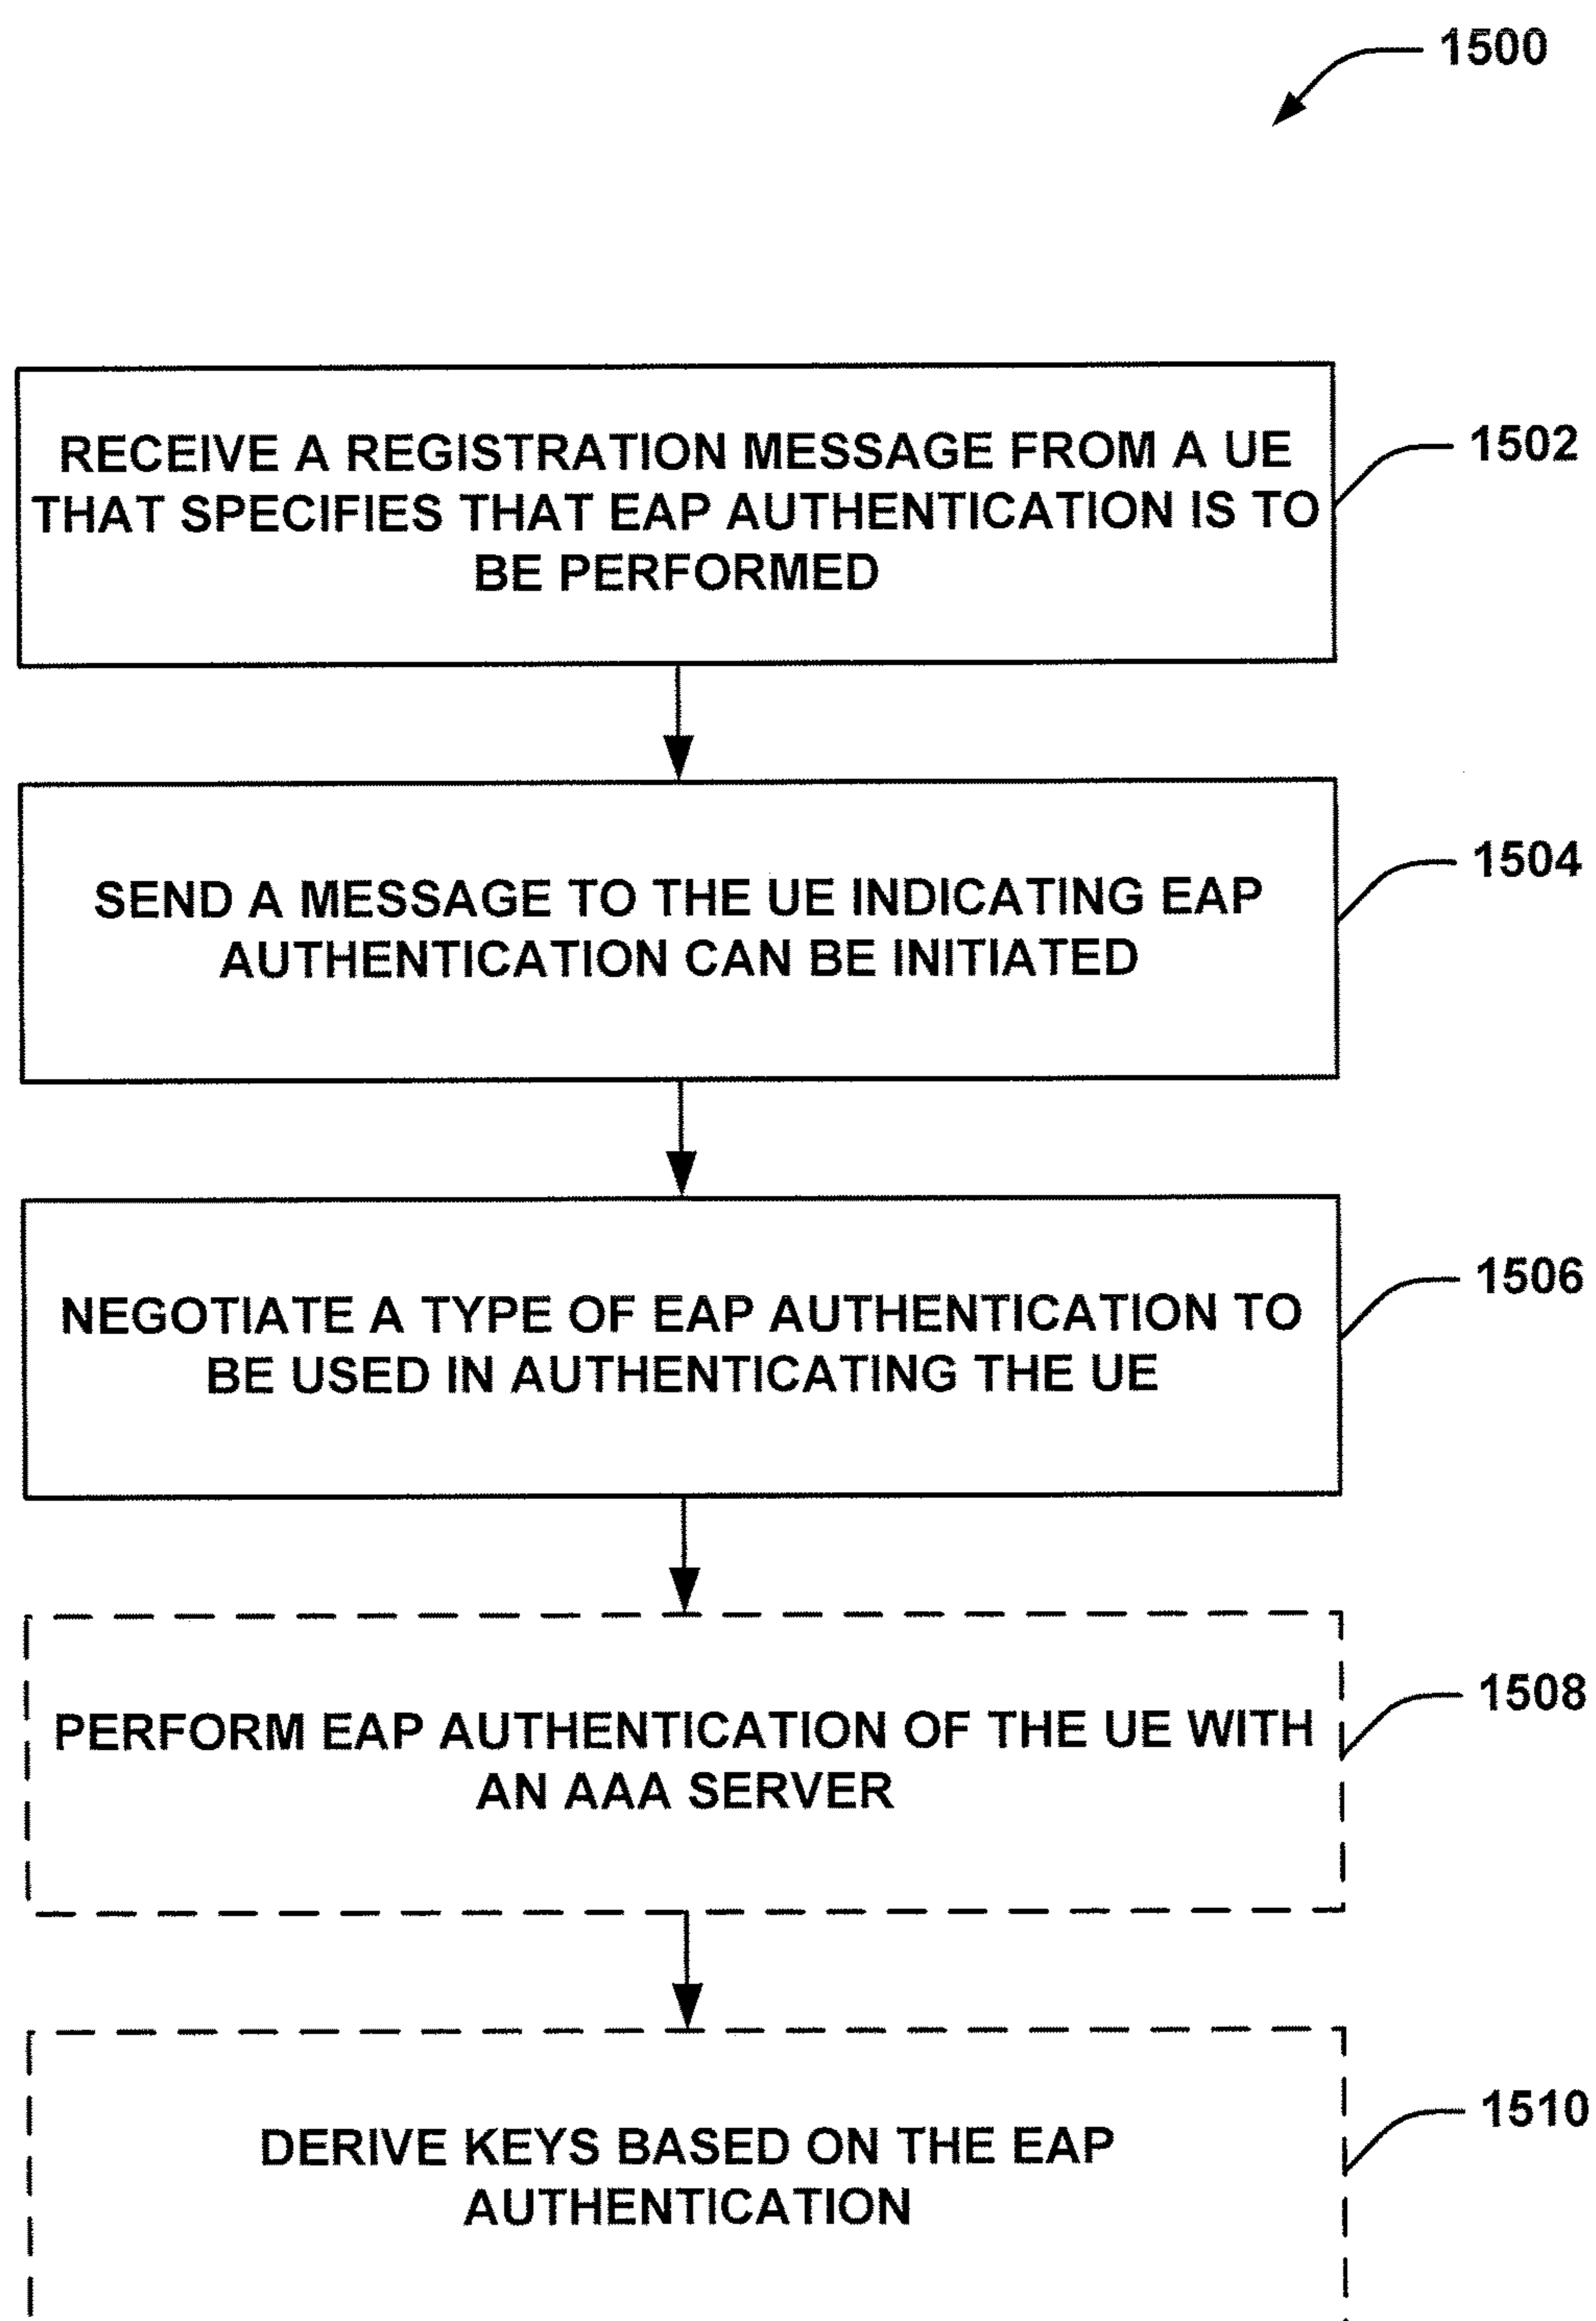 1500
RECEIVE A REGISTRATION MESSAGE FROM A UE
THAT SPECIFIES THAT EAP AUTHENTICATION IS TO
BE PERFORMED
1502
SEND A MESSAGE TO THE UE INDICATING EAP
AUTHENTICATION CAN BE INITIATED
1504
NEGOTIATE A TYPE OF EAP AUTHENTICATION TO
BE USED IN AUTHENTICATING THE UE
1506
PERFORM EAP AUTHENTICATION OF THE UE WITH
AN AAA SERVER
1508
DERIVE KEYS BASED ON THE EAP
AUTHENTICATION
1510